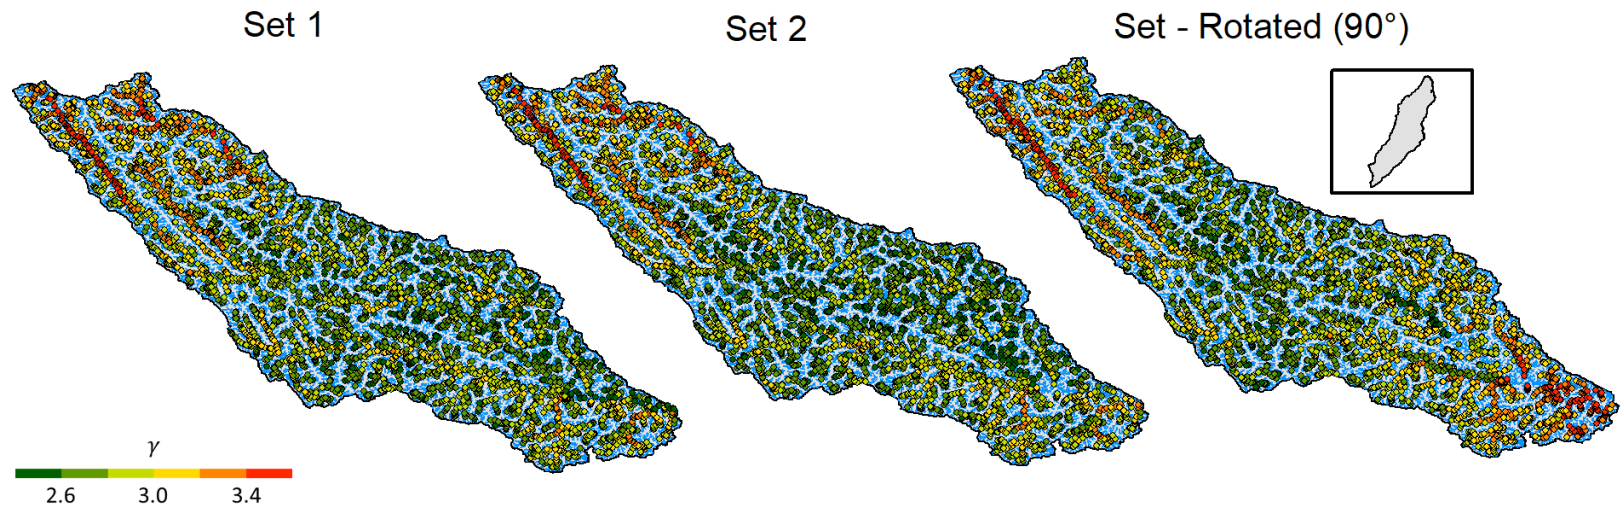 Set 1
Set 2
Set - Rotated (90°)
γ
2.6
3.0
3.4